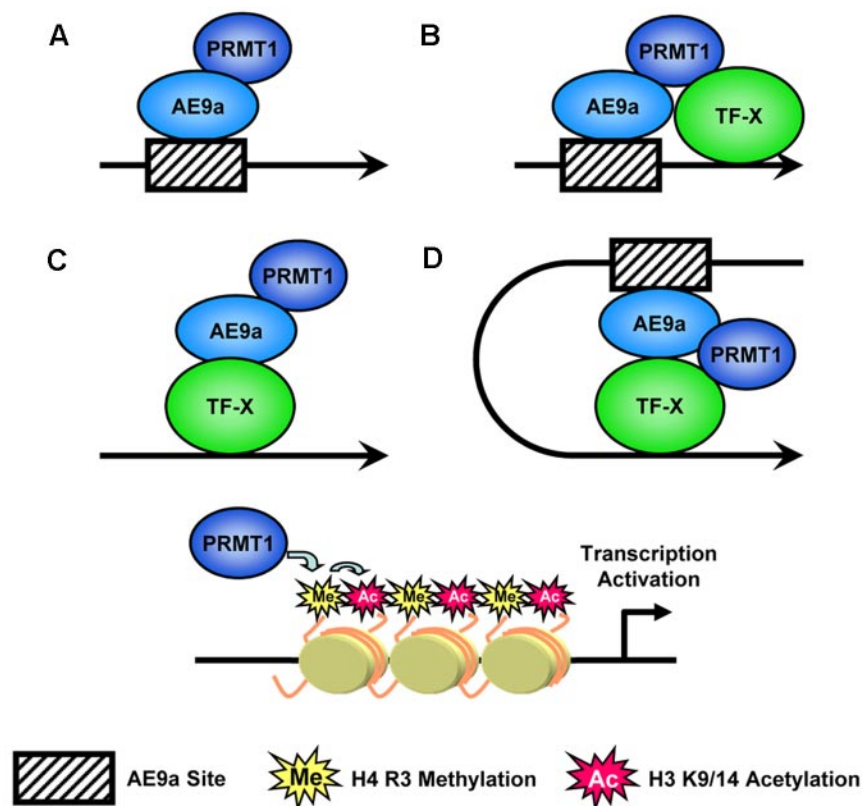 A
PRMT1
AE9a
B
PRMT1
AE9a
TF-X
C
PRMT1
AE9a
TF-X
D
AE9a
PRMT1
TF-X
PRMT1
Transcription
Activation
Me Ac Me Ac Me Ac
AE9a Site
Me H4 R3 Methylation
Ac H3 K9/14 Acetylation